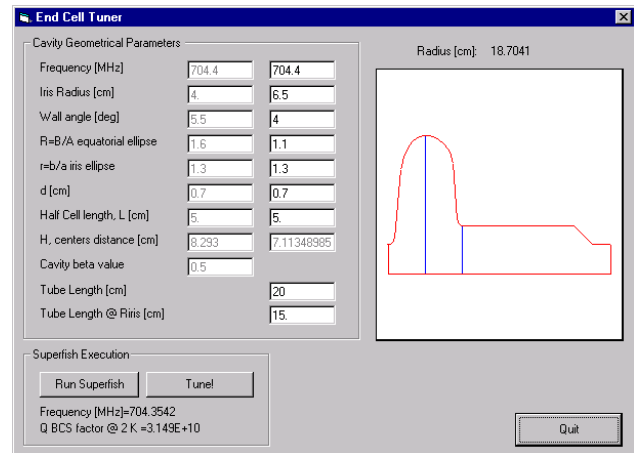 End Cell Tuner
Cavity Geometrical Parameters
Radius [cm]: 18.7041
Frequency [MHz] 704.4 704.4
Iris Radius [cm] 4. 6.5
Wall angle [deg] 5.5 4
R=B/A equatorial ellipse 1.6 1.1
r=b/a iris ellipse 1.3 1.3
d [cm] 0.7 0.7
Half Cell length, L [cm] 5. 5.
H, centers distance [cm] 8.293 7.11348985
Cavity beta value 0.5
Tube Length [cm] 20
Tube Length @ Riris [cm] 15.
Superfish Execution
Run Superfish Tune!
Frequency [MHz]=704.3542
Q BCS factor @ 2 K =3.149E+10
Quit